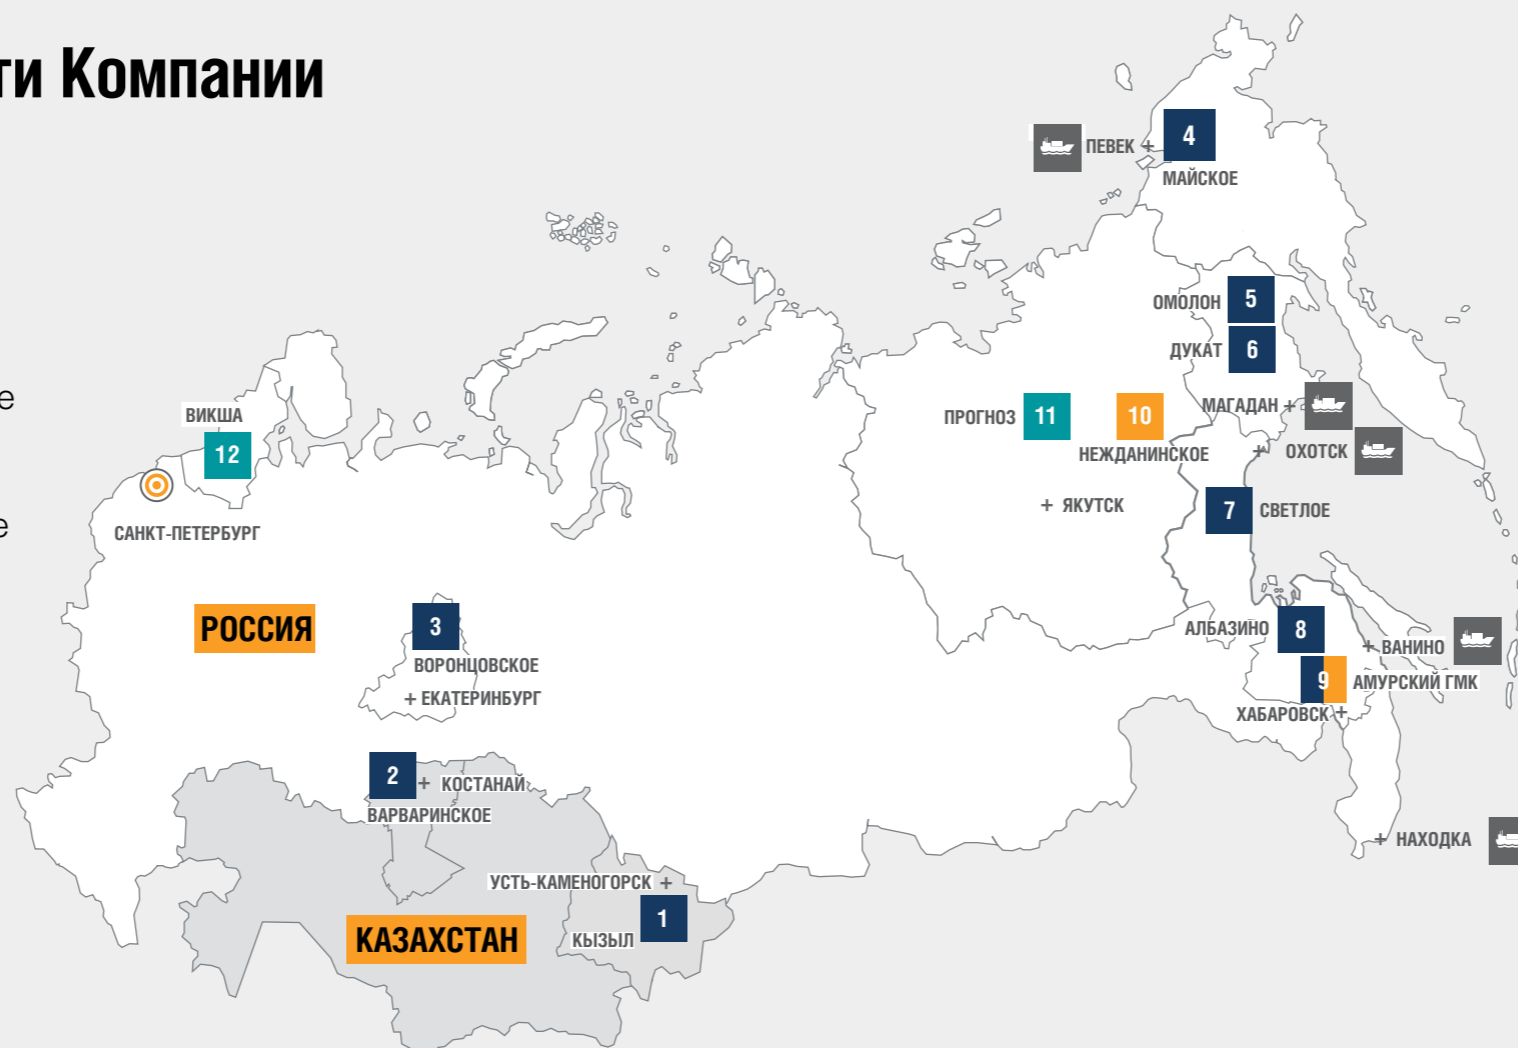 ти Компании
ПЕВЕК
4
МАЙСКОЕ
ОМОЛОН
5
ДУКАТ
6
е
ВИКША
12
ПРОГНОЗ
11
10
МАГАДАН
НЕЖДАНИНСКОЕ
ОХОТСК
е
САНКТ-ПЕТЕРБУРГ
ЯКУТСК
7
СВЕТЛОЕ
РОССИЯ
3
ВОРОНЦОВСКОЕ
ЕКАТЕРИНБУРГ
АЛБАЗИНО
8
ВАНИНО
9
АМУРСКИЙ ГМК
ХАБАРОВСК
2
КОСТАНАЙ
ВАРВАРИНСКОЕ
НАХОДКА
УСТЬ-КАМЕНОГОРСК
1
КЫЗЫЛ
КАЗАХСТАН